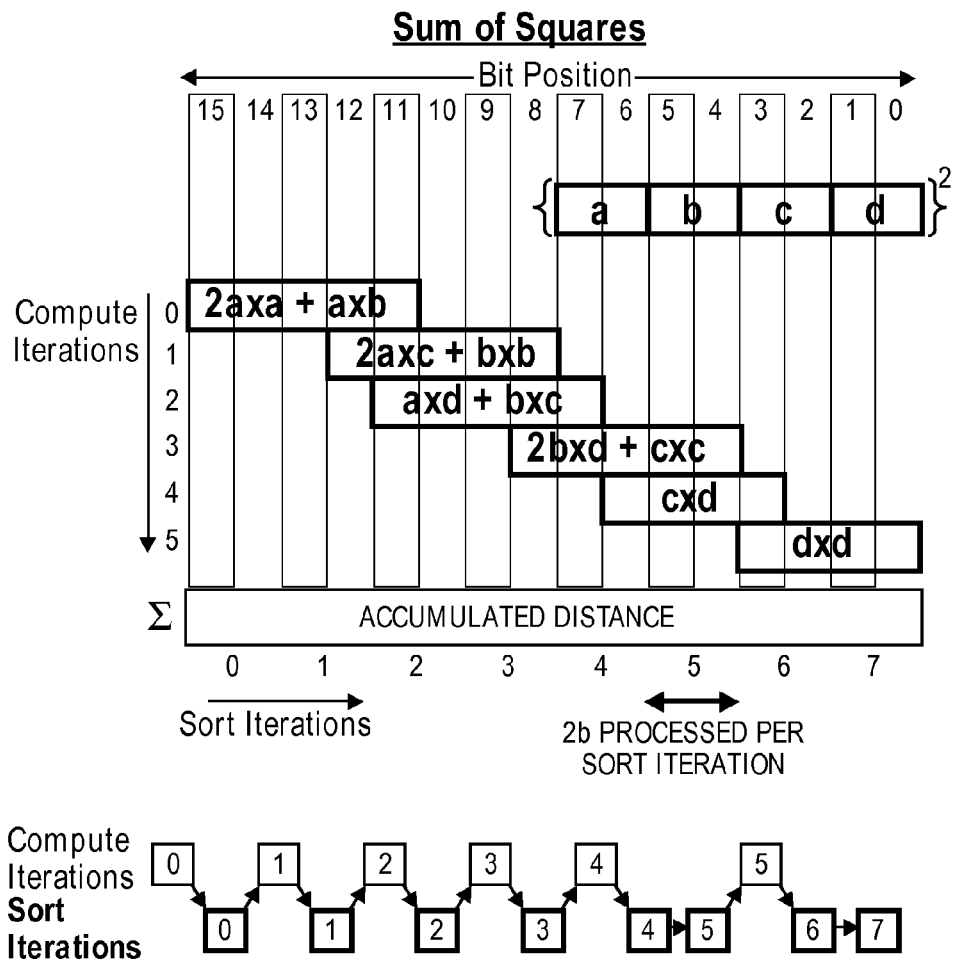 Sum of Squares
Bit Position
15 14 13 12 11 10 9 8 7 6 5 4 3 2 1 0
{ a b c d }2
Compute Iterations
0 2axa + axb
1 2axc + bxb
2 axd + bxc
3 2bxd + cxc
4 cxd
5 dxd
Σ ACCUMULATED DISTANCE
0 1 2 3 4 5 6 7
Sort Iterations
2b PROCESSED PER
SORT ITERATION
Compute
Iterations
0 1 2 3 4 5
Sort
Iterations
0 1 2 3 4 5 6 7